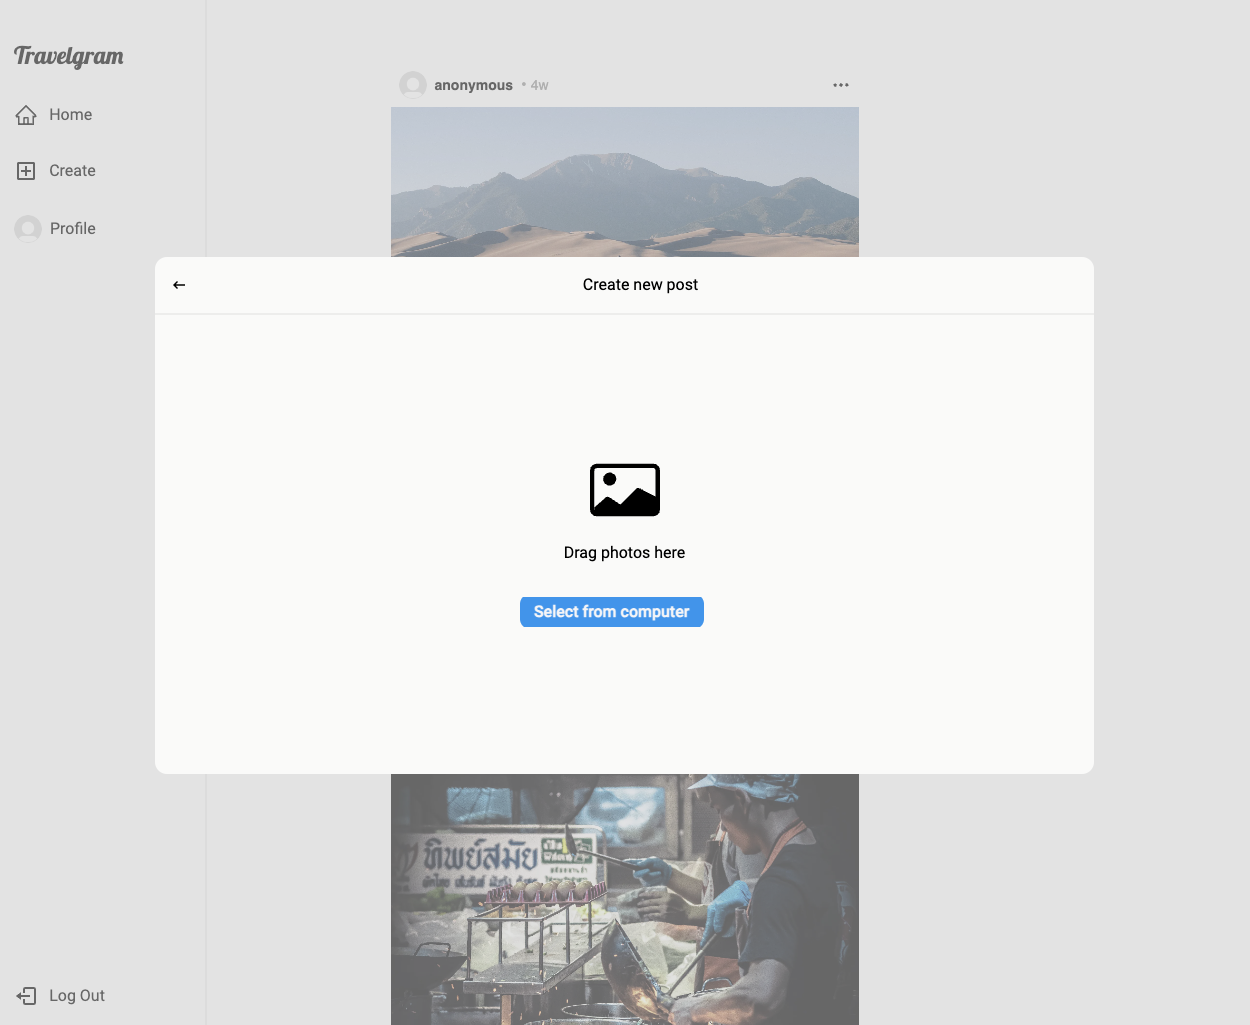 Travelgram
Home
Create
Profile
anonymous • 4w
Create new post
Drag photos here
Select from computer
ทิพย์สมัย
Log Out